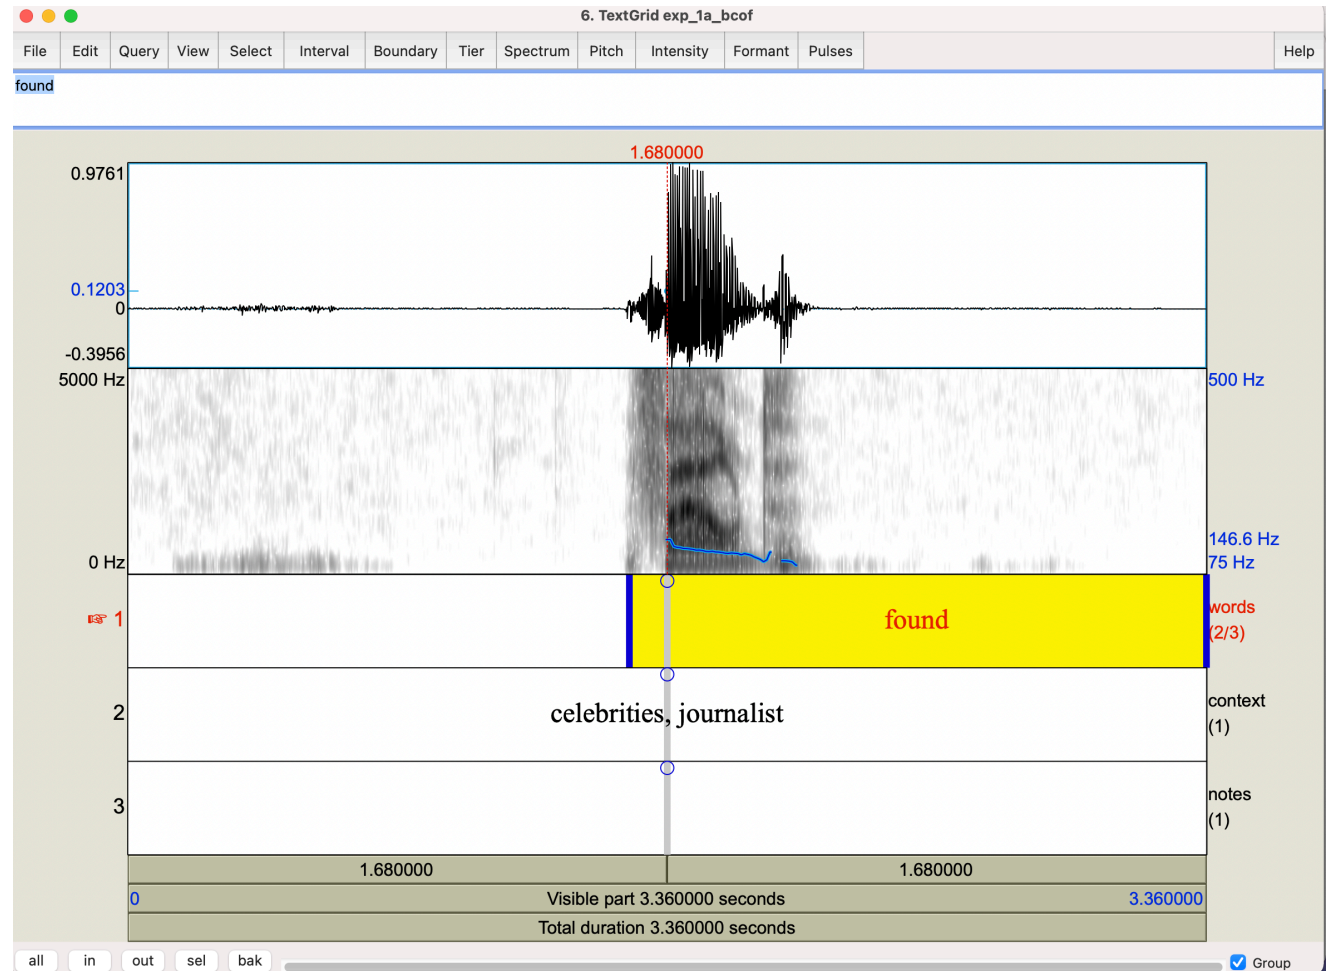 6. TextGrid exp_1a_bcof
File Edit Query View Select Interval Boundary Tier Spectrum Pitch Intensity Formant Pulses Help
found
1.680000
0.9761
0.1203
0
-0.3956
5000 Hz 500 Hz
146.6 Hz
0 Hz 75 Hz
☞ 1 found words
(2/3)
2 celebrities, journalist context
(1)
3 notes
(1)
1.680000 1.680000
0 Visible part 3.360000 seconds 3.360000
Total duration 3.360000 seconds
all in out sel bak Group